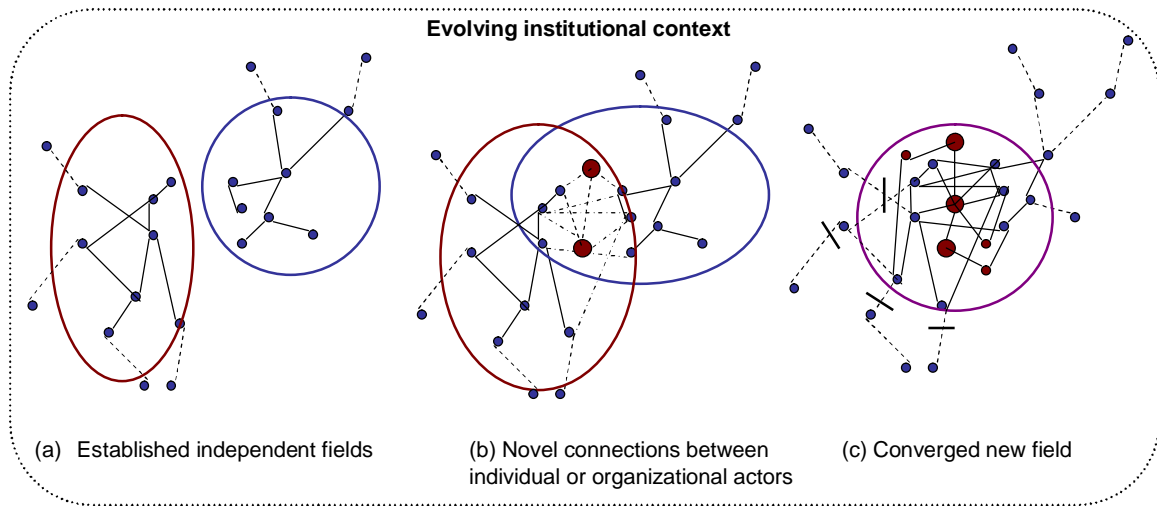 Evolving institutional context
(a) Established independent fields
(b) Novel connections between
individual or organizational actors
(c) Converged new field